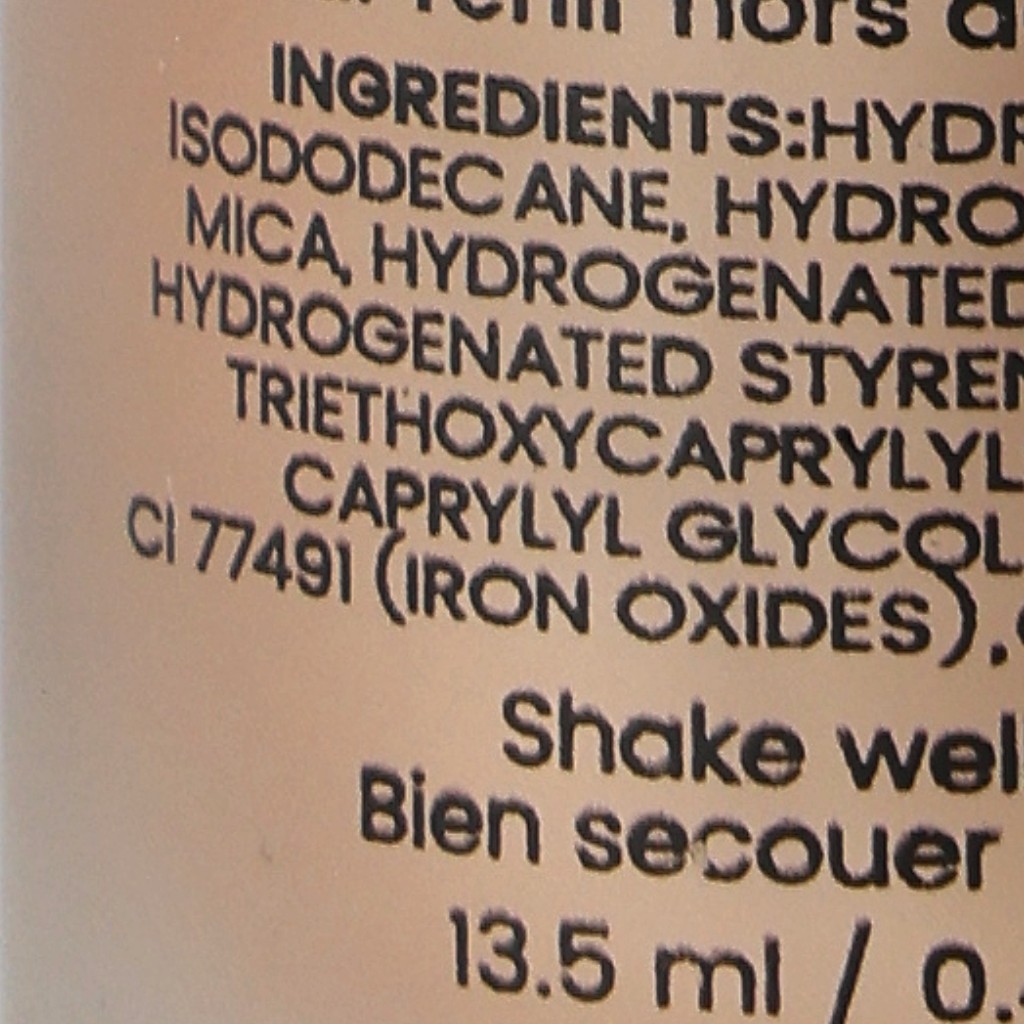 hors
INGREDIENTS:HYDR
ISODODECANE, HYDRO
MICA, HYDROGENATED
HYDROGENATED STYREN
TRIETHOXYCAPRYLYL
CAPRYLYL GLYCOL
CI 77491 (IRON OXIDES),
Shake wel
Bien secouer
13.5 ml / 0.